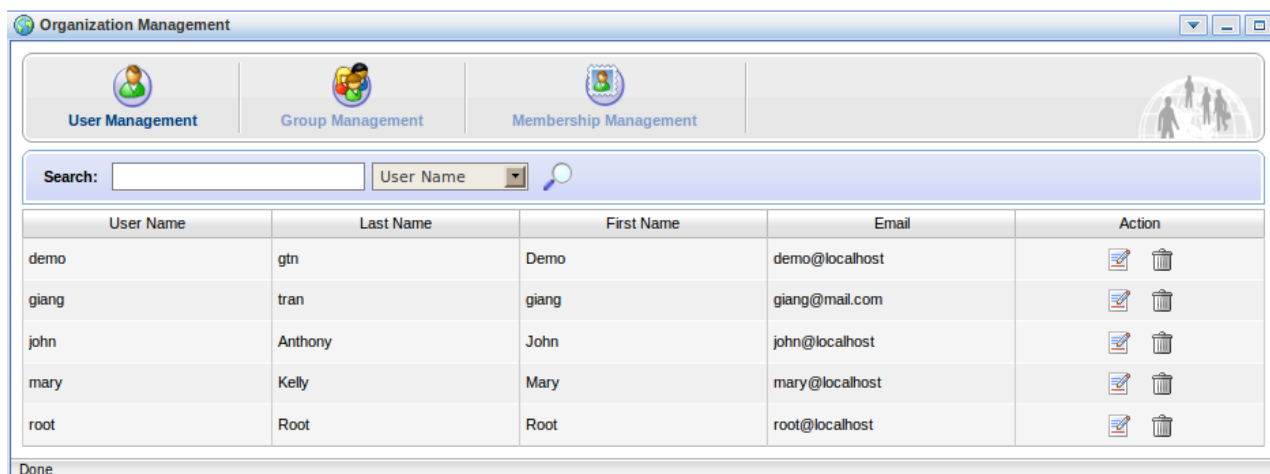 Organization Management
User Management Group Management Membership Management
Search: User Name
User Name Last Name First Name Email Action
demo gtn Demo demo@localhost
giang tran giang giang@mail.com
john Anthony John john@localhost
mary Kelly Mary mary@localhost
root Root Root root@localhost
Done